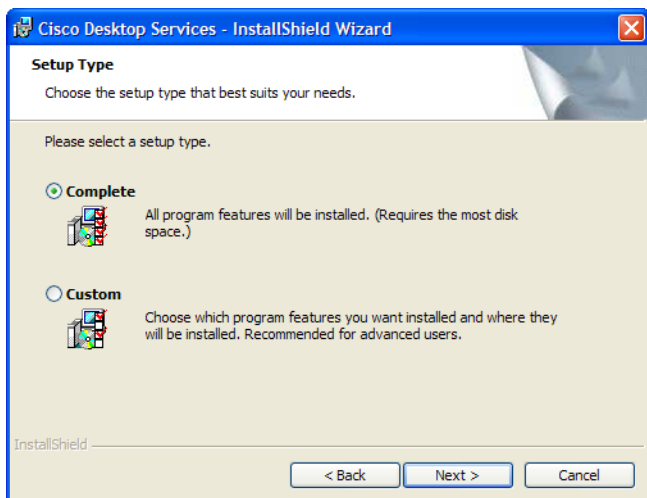 Cisco Desktop Services - InstallShield Wizard
Setup Type
Choose the setup type that best suits your needs.
Please select a setup type.
Complete
All program features will be installed. (Requires the most disk
space.)
Custom
Choose which program features you want installed and where they
will be installed. Recommended for advanced users.
InstallShield
< Back Next > Cancel